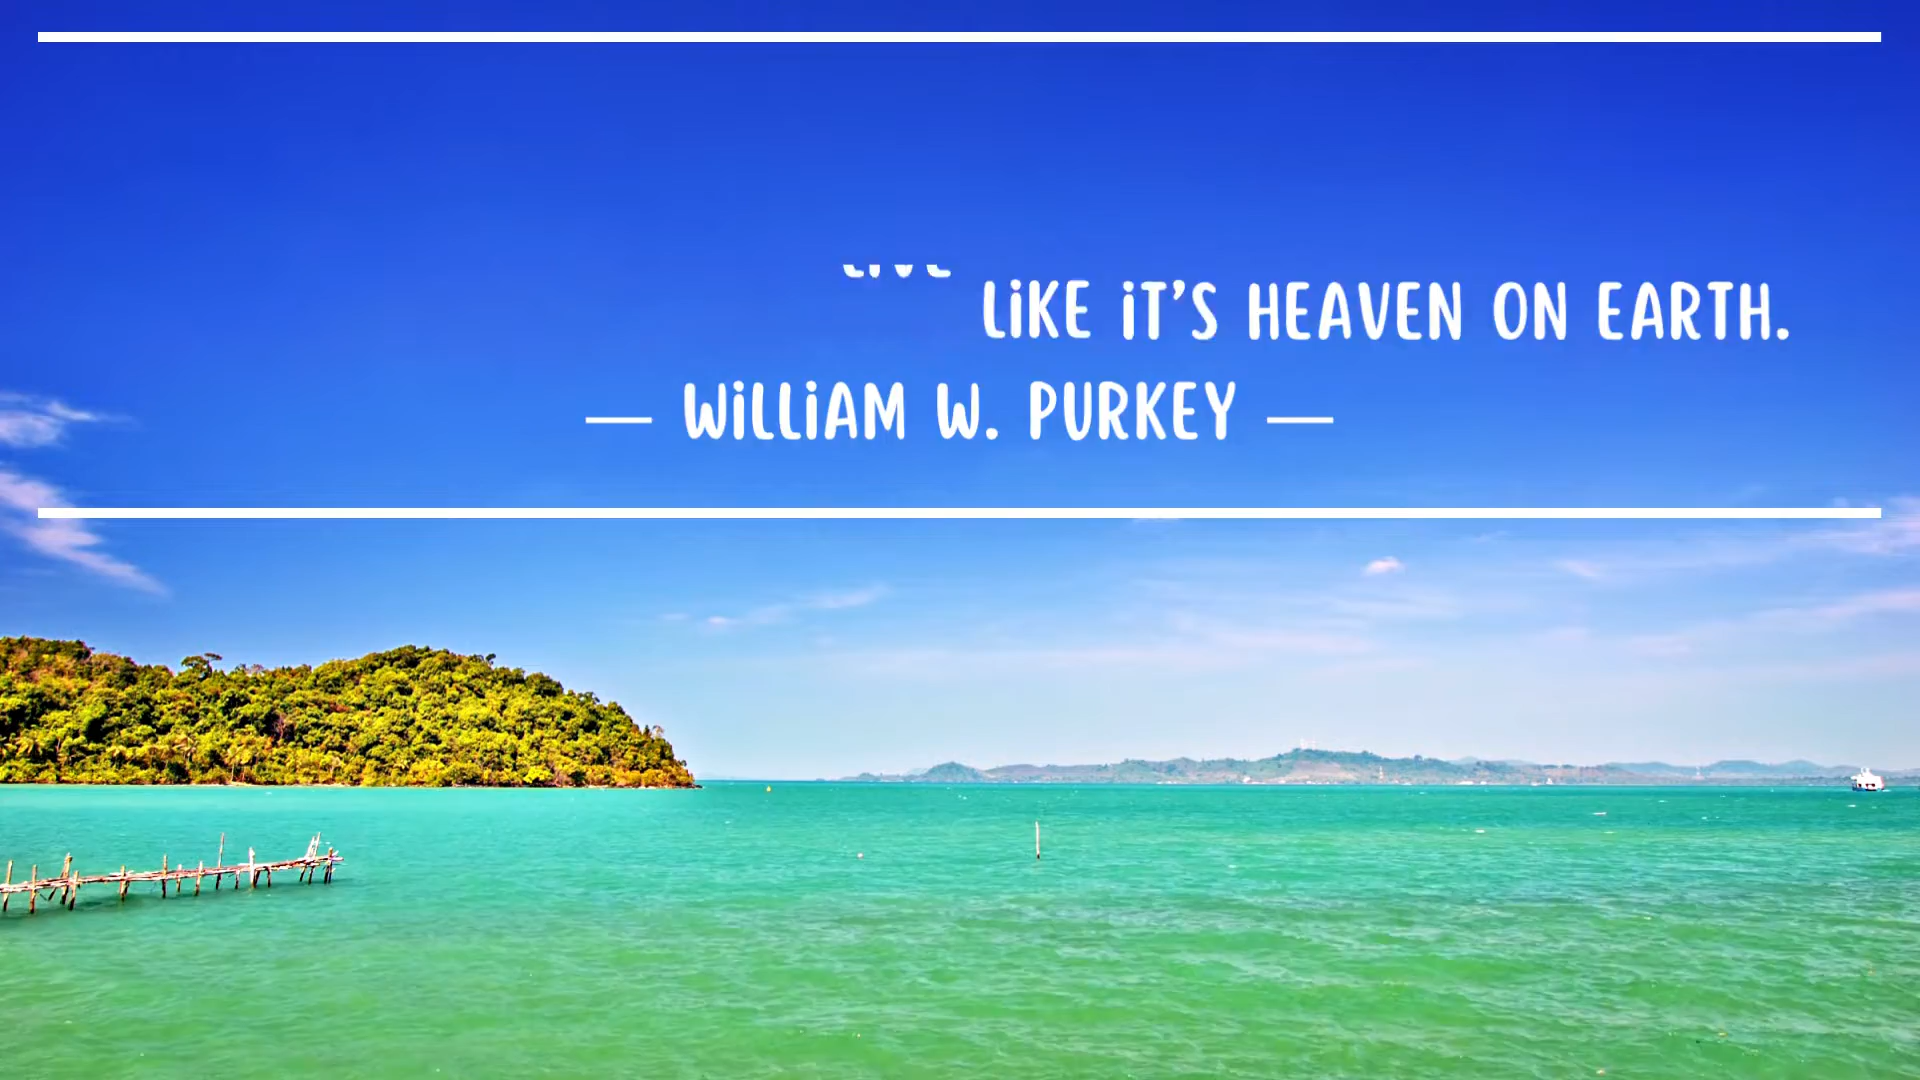 LiKE iT'S HEAVEN ON EARTH.
— WiLLiAM W. PURKEY —